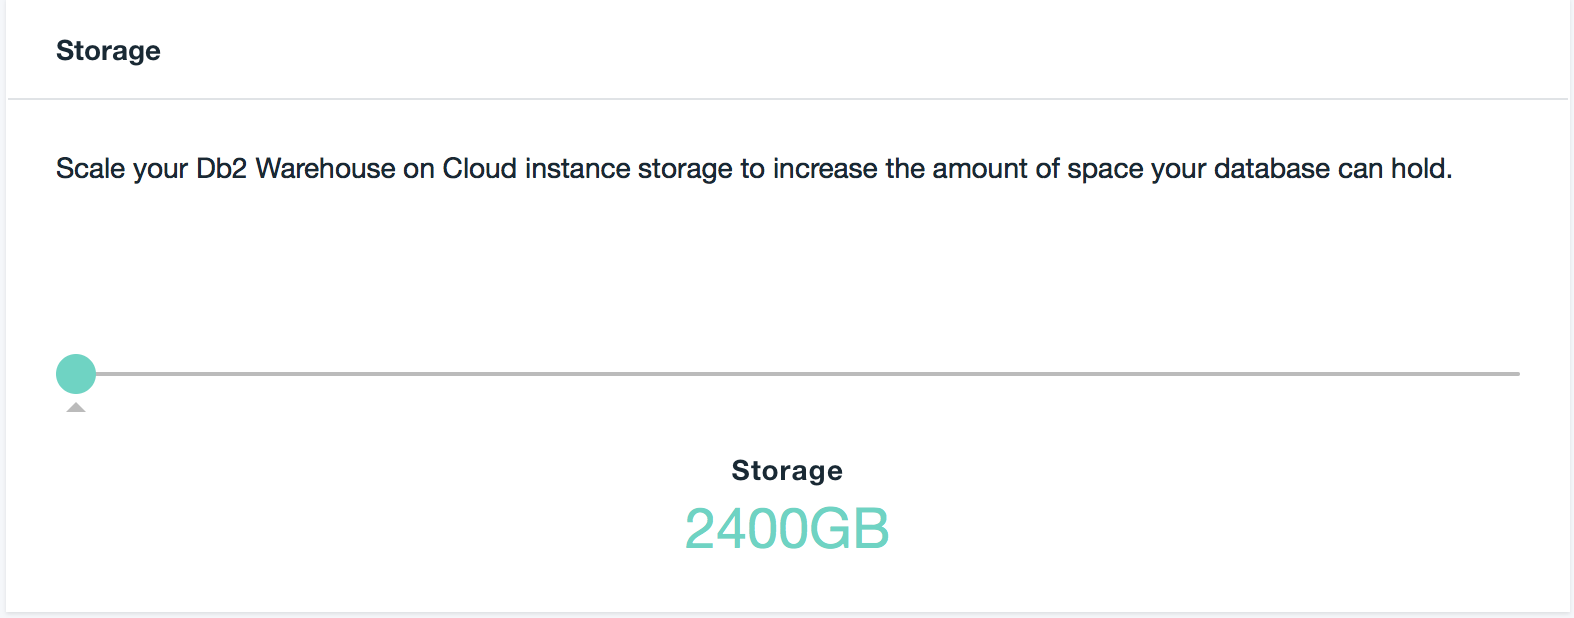 Storage
Scale your Db2 Warehouse on Cloud instance storage to increase the amount of space your database can hold.
Storage
2400GB